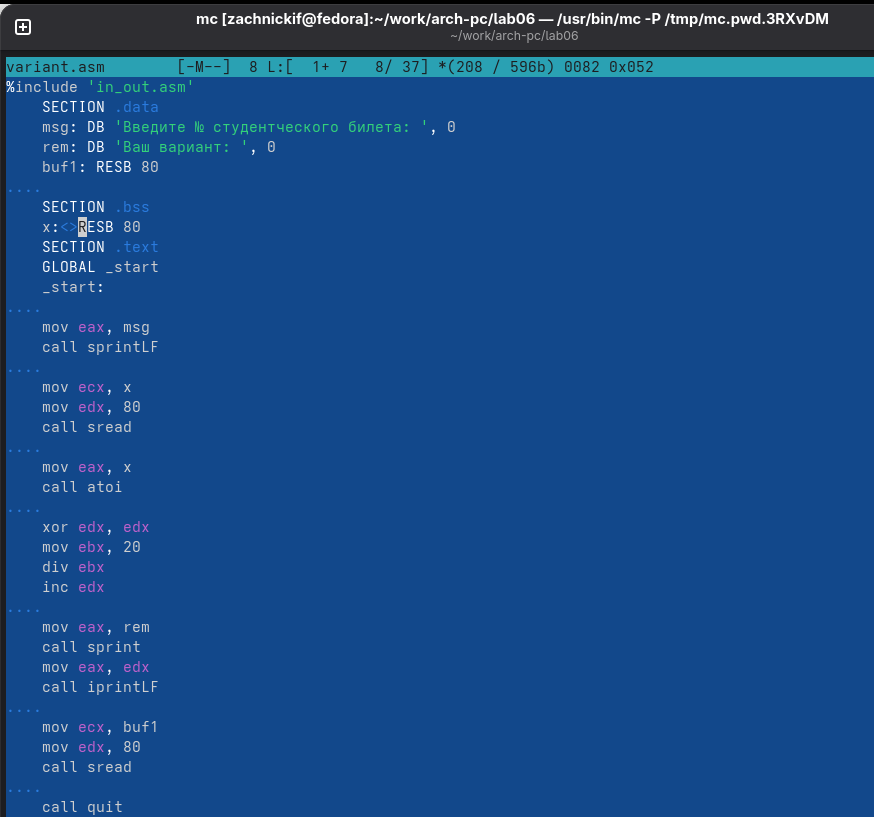 mc [zachnickif@fedora]:~/work/arch-pc/lab06 — /usr/bin/mc -P /tmp/mc.pwd.3RXvDM
~/work/arch-pc/lab06
variant.asm        [-M--]  8 L:[  1+ 7   8/ 37] *(208 / 596b) 0082 0x052
%include 'in_out.asm'
    SECTION .data
    msg: DB 'Введите № студентческого билета: ', 0
    rem: DB 'Ваш вариант: ', 0
    buf1: RESB 80
....
    SECTION .bss
    x:<>RESB 80
    SECTION .text
    GLOBAL _start
    _start:
....
    mov eax, msg
    call sprintLF
....
    mov ecx, x
    mov edx, 80
    call sread
....
    mov eax, x
    call atoi
....
    xor edx, edx
    mov ebx, 20
    div ebx
    inc edx
....
    mov eax, rem
    call sprint
    mov eax, edx
    call iprintLF
....
    mov ecx, buf1
    mov edx, 80
    call sread
....
    call quit